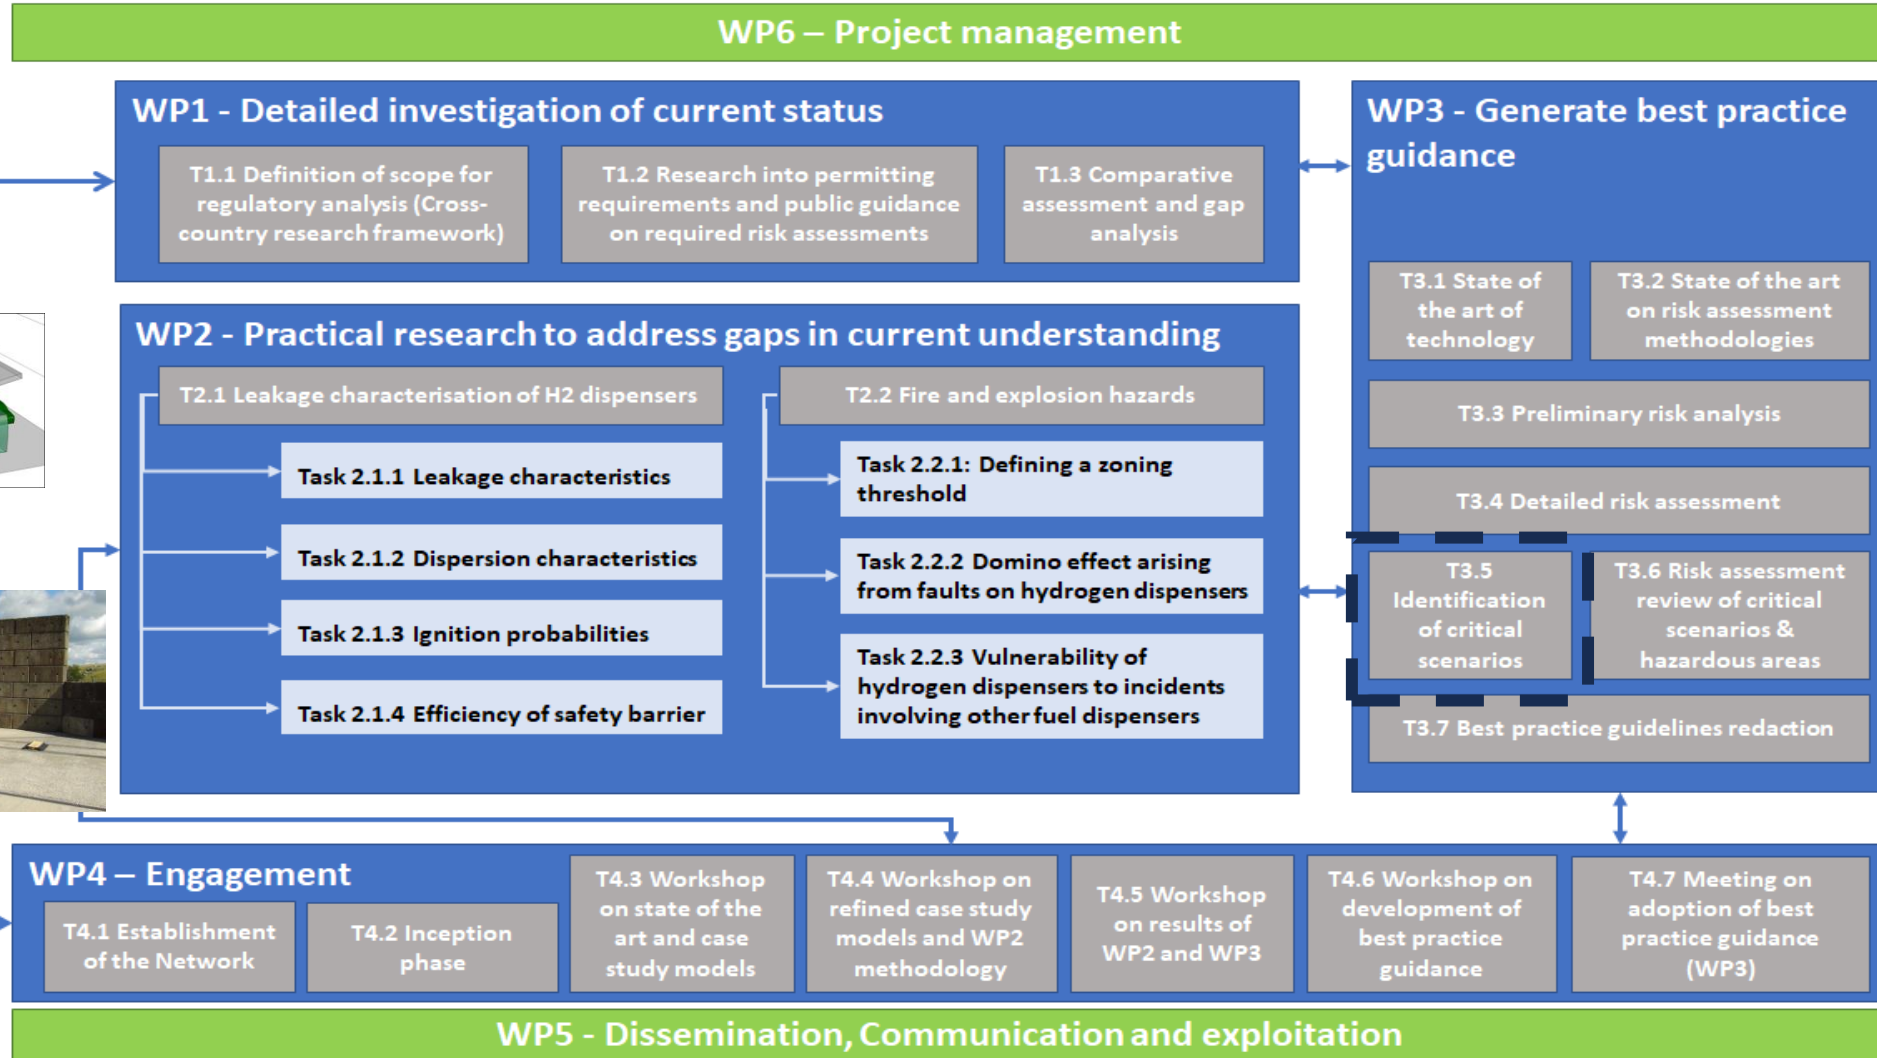 WP6 – Project management
WP1 - Detailed investigation of current status
T1.1 Definition of scope for
regulatory analysis (Cross-
country research framework)
T1.2 Research into permitting
requirements and public guidance
on required risk assessments
T1.3 Comparative
assessment and gap
analysis
WP3 - Generate best practice
guidance
T3.1 State of
the art of
technology
T3.2 State of the art
on risk assessment
methodologies
T3.3 Preliminary risk analysis
T3.4 Detailed risk assessment
T3.5
Identification
of critical
scenarios
T3.6 Risk assessment
review of critical
scenarios &
hazardous areas
T3.7 Best practice guidelines redaction
WP2 - Practical research to address gaps in current understanding
T2.1 Leakage characterisation of H2 dispensers
Task 2.1.1 Leakage characteristics
Task 2.1.2 Dispersion characteristics
Task 2.1.3 Ignition probabilities
Task 2.1.4 Efficiency of safety barrier
T2.2 Fire and explosion hazards
Task 2.2.1: Defining a zoning
threshold
Task 2.2.2 Domino effect arising
from faults on hydrogen dispensers
Task 2.2.3 Vulnerability of
hydrogen dispensers to incidents
involving other fuel dispensers
WP4 – Engagement
T4.1 Establishment
of the Network
T4.2 Inception
phase
T4.3 Workshop
on state of the
art and case
study models
T4.4 Workshop on
refined case study
models and WP2
methodology
T4.5 Workshop
on results of
WP2 and WP3
T4.6 Workshop on
development of
best practice
guidance
T4.7 Meeting on
adoption of best
practice guidance
(WP3)
WP5 - Dissemination, Communication and exploitation